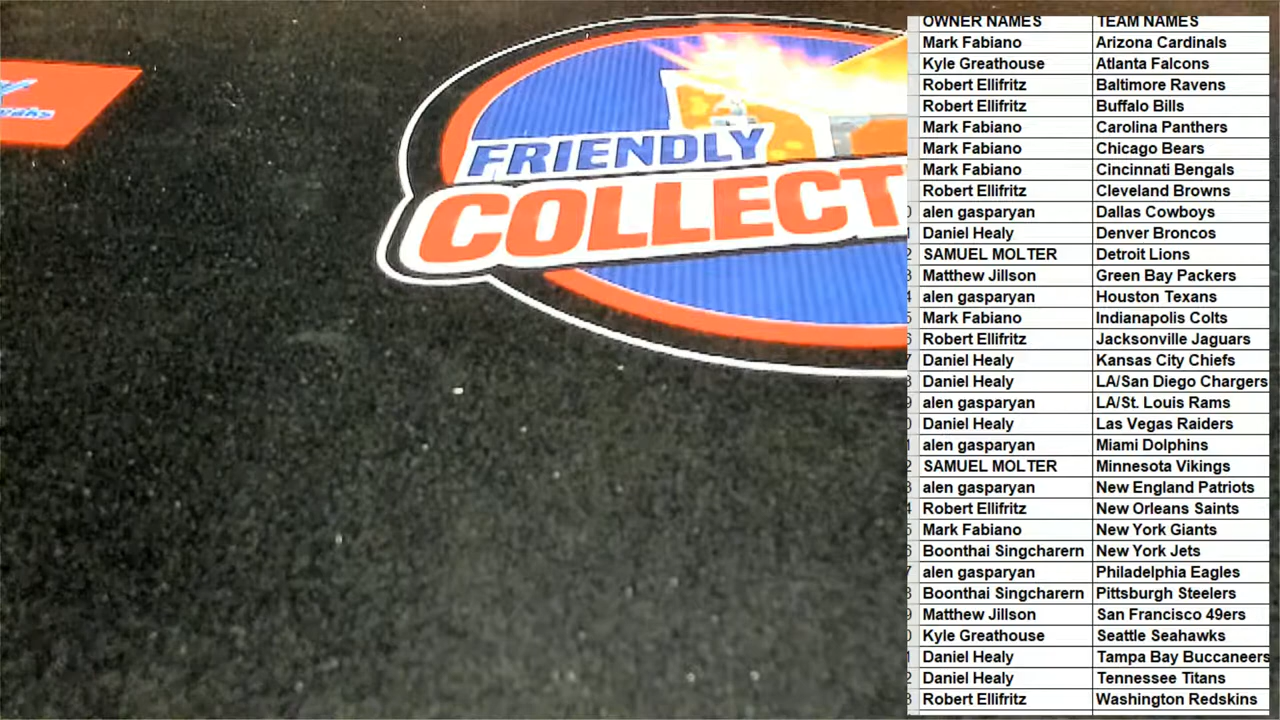 FRIENDLY
COLLECT
OWNER NAMES TEAM NAMES
Mark Fabiano Arizona Cardinals
Kyle Greathouse Atlanta Falcons
Robert Ellifritz Baltimore Ravens
Robert Ellifritz Buffalo Bills
Mark Fabiano Carolina Panthers
Mark Fabiano Chicago Bears
Mark Fabiano Cincinnati Bengals
Robert Ellifritz Cleveland Browns
alen gasparyan Dallas Cowboys
Daniel Healy Denver Broncos
SAMUEL MOLTER Detroit Lions
Matthew Jillson Green Bay Packers
alen gasparyan Houston Texans
Mark Fabiano Indianapolis Colts
Robert Ellifritz Jacksonville Jaguars
Daniel Healy Kansas City Chiefs
Daniel Healy LA/San Diego Chargers
alen gasparyan LA/St. Louis Rams
Daniel Healy Las Vegas Raiders
alen gasparyan Miami Dolphins
SAMUEL MOLTER Minnesota Vikings
alen gasparyan New England Patriots
Robert Ellifritz New Orleans Saints
Mark Fabiano New York Giants
Boonthai Singcharern New York Jets
alen gasparyan Philadelphia Eagles
Boonthai Singcharern Pittsburgh Steelers
Matthew Jillson San Francisco 49ers
Kyle Greathouse Seattle Seahawks
Daniel Healy Tampa Bay Buccaneers
Daniel Healy Tennessee Titans
Robert Ellifritz Washington Redskins